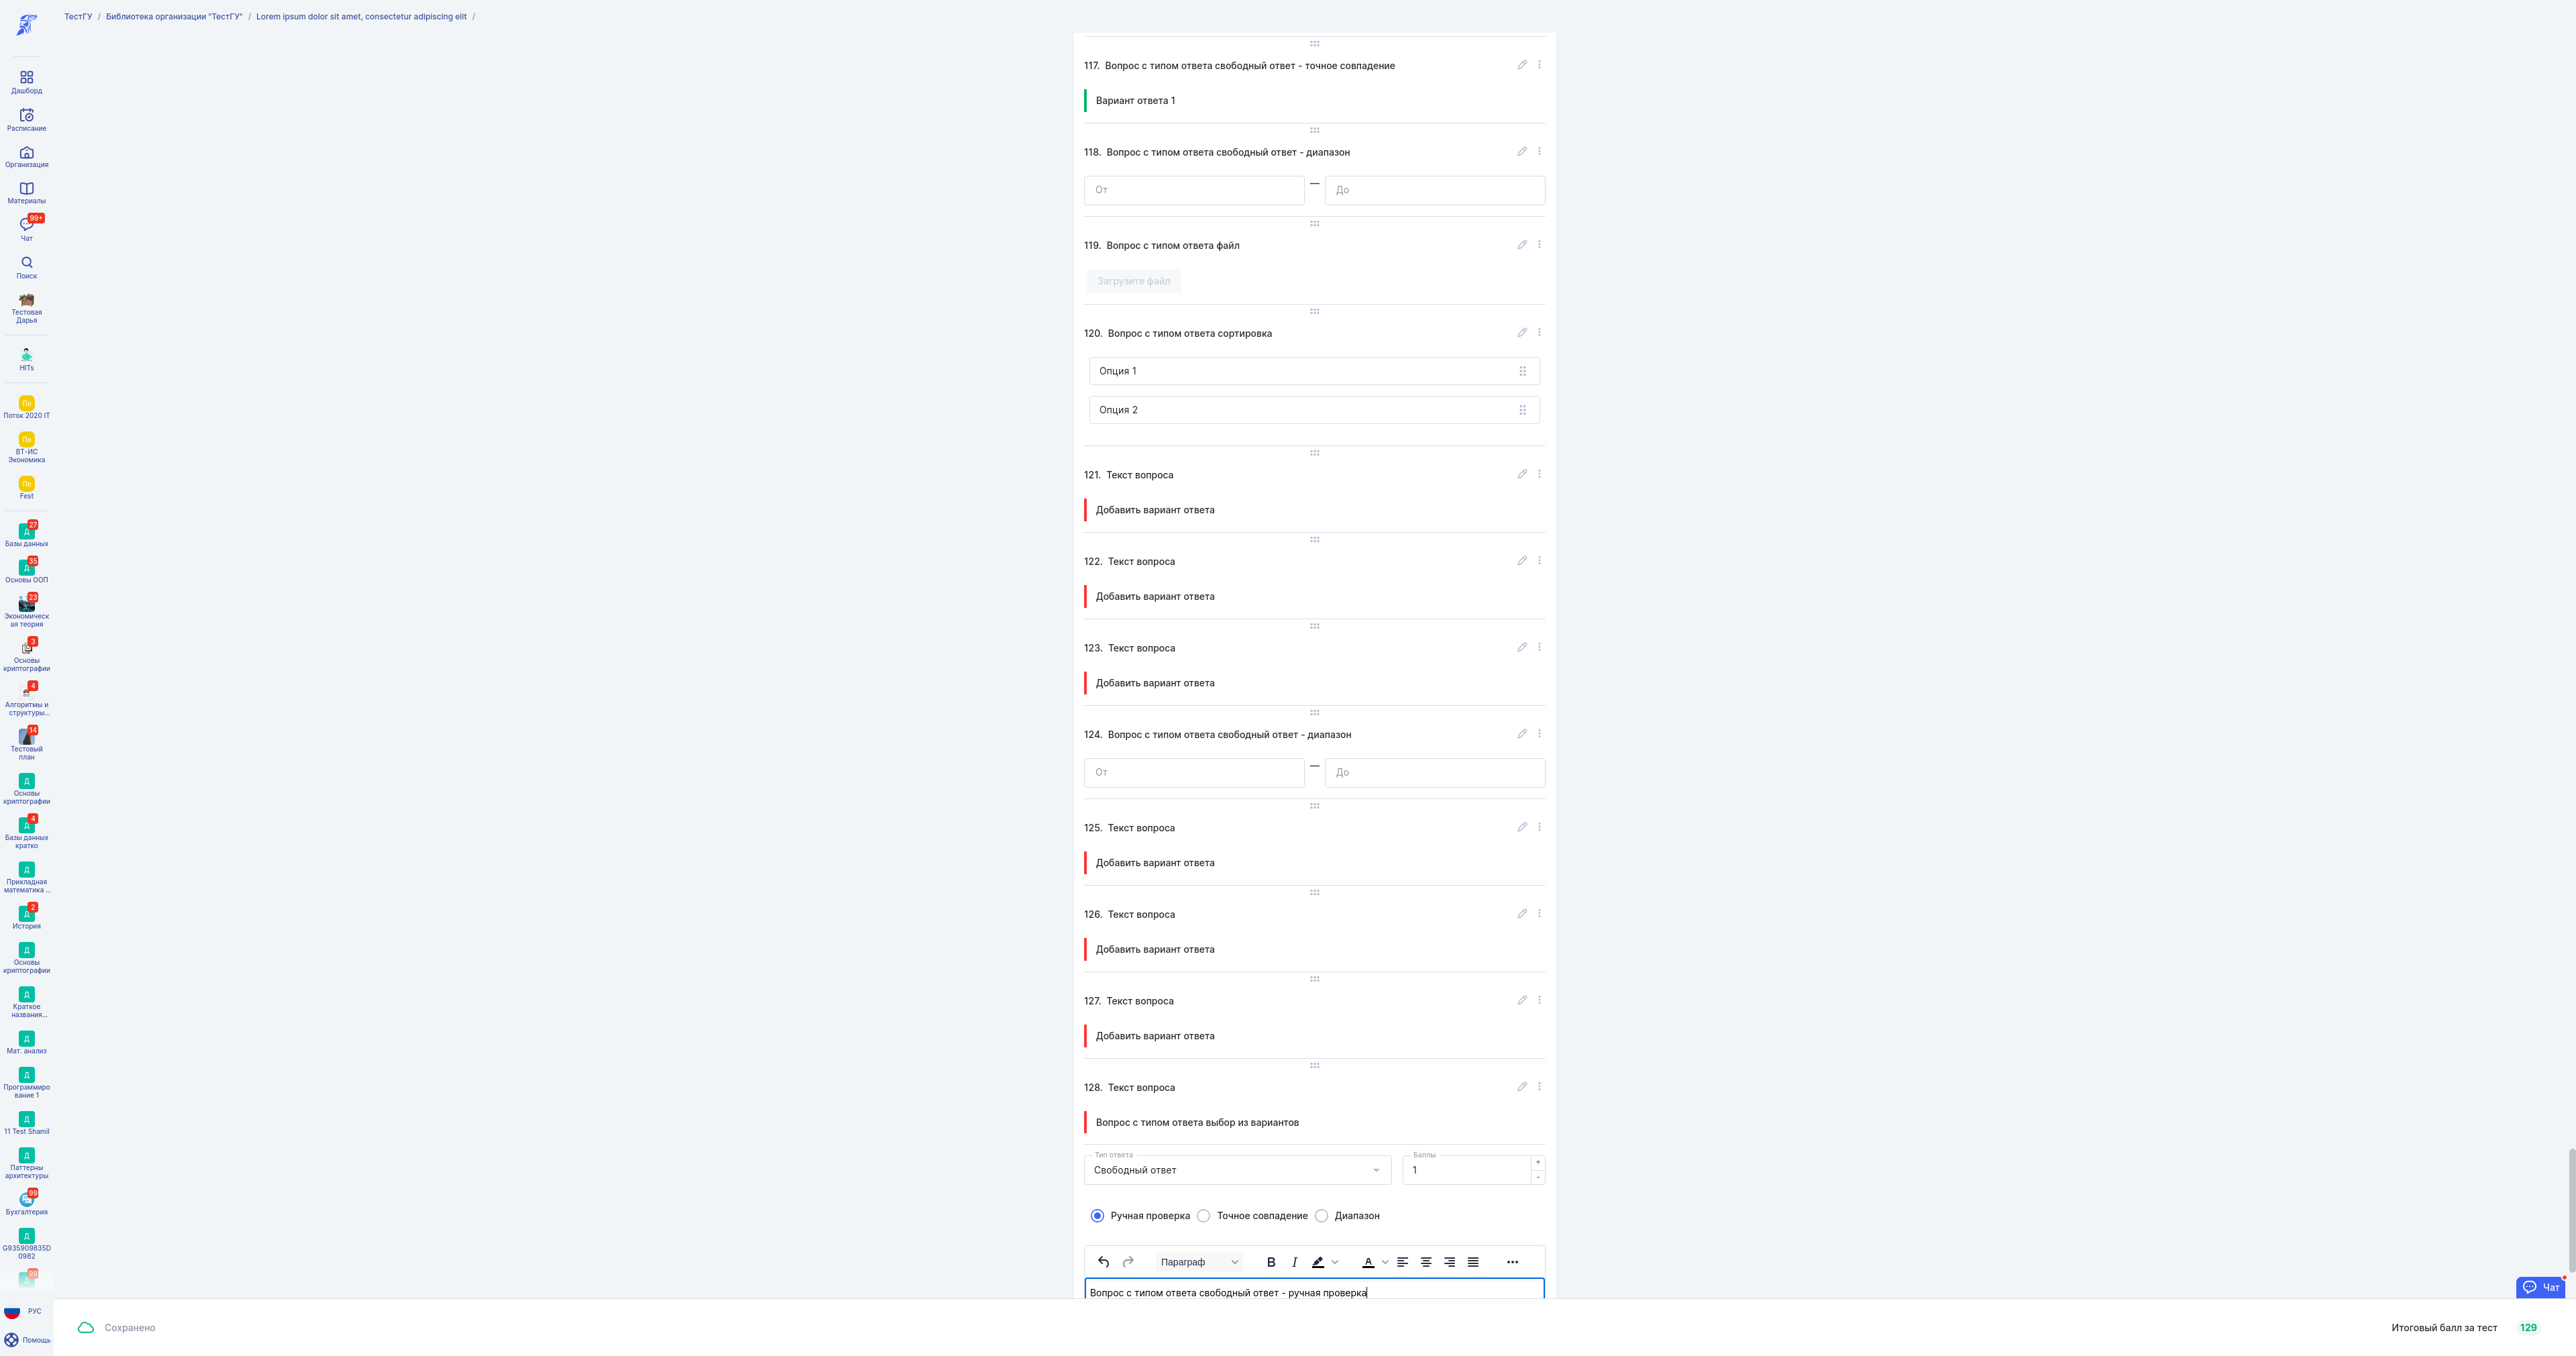 ТестГУ / Библиотека организации "ТестГУ" / Lorem ipsum dolor sit amet, consectetur adipiscing elit /
Дашборд
Расписание
Организация
Материалы
99+
Чат
Поиск
Тестовая
Дарья
HITs
По
Поток 2020 IT
По
ВТ-ИС
Экономика
По
Fest
27
Д
Базы данных
35
Д
Основы ООП
23
Экономическ
ая теория
3
Основы
криптографии
4
Алгоритмы и
структуры...
14
Тестовый
план
Д
Основы
криптографии
4
Д
Базы данных
кратко
Д
Прикладная
математика ...
2
Д
История
Д
Основы
криптографии
Д
Краткое
названия...
Д
Мат. анализ
Д
Программиро
вание 1
Д
11 Test Shamil
Д
Паттерны
архитектуры
99
Бухгалтерия
Д
G935909835D
0982
99
Д
РУС
Помощь
117. Вопрос с типом ответа свободный ответ - точное совпадение
Вариант ответа 1
118. Вопрос с типом ответа свободный ответ - диапазон
От — До
119. Вопрос с типом ответа файл
Загрузите файл
120. Вопрос с типом ответа сортировка
Опция 1
Опция 2
121. Текст вопроса
Добавить вариант ответа
122. Текст вопроса
Добавить вариант ответа
123. Текст вопроса
Добавить вариант ответа
124. Вопрос с типом ответа свободный ответ - диапазон
От — До
125. Текст вопроса
Добавить вариант ответа
126. Текст вопроса
Добавить вариант ответа
127. Текст вопроса
Добавить вариант ответа
128. Текст вопроса
Вопрос с типом ответа выбор из вариантов
Тип ответа Баллы
Свободный ответ 1 + -
Ручная проверка Точное совпадение Диапазон
Параграф B I A
Вопрос с типом ответа свободный ответ - ручная проверка
Чат
Сохранено Итоговый балл за тест 129